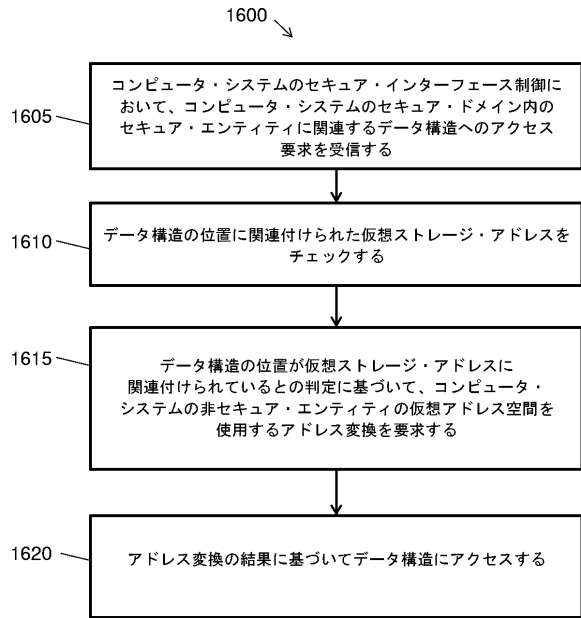 1600
1605
コンピュータ・システムのセキュア・インターフェース制御に
おいて、コンピュータ・システムのセキュア・ドメイン内の
セキュア・エンティティに関連するデータ構造へのアクセス
要求を受信する
1610
データ構造の位置に関連付けられた仮想ストレージ・アドレスを
チェックする
1615
データ構造の位置が仮想ストレージ・アドレスに
関連付けられているとの判定に基づいて、コンピュータ・
システムの非セキュア・エンティティの仮想アドレス空間を
使用するアドレス変換を要求する
1620
アドレス変換の結果に基づいてデータ構造にアクセスする